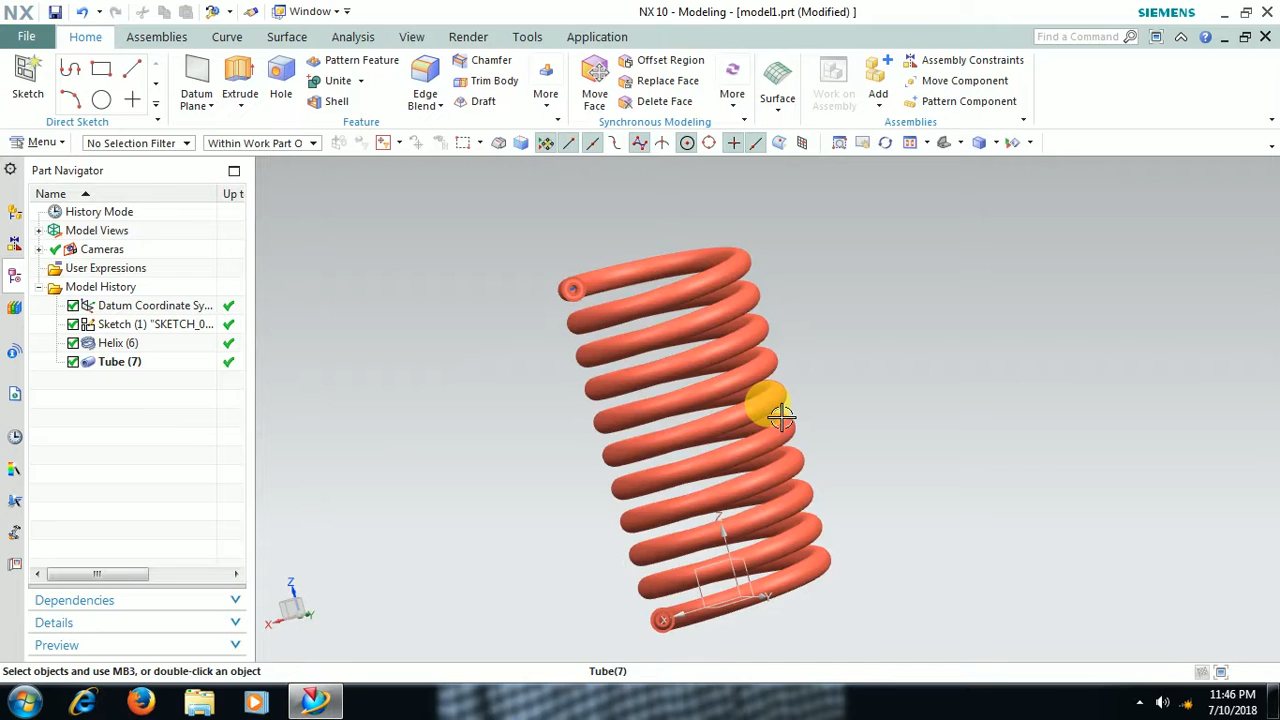 NX
Window
NX 10 - Modeling - [model1.prt (Modified) ]
SIEMENS
File
Home
Assemblies
Curve
Surface
Analysis
View
Render
Tools
Application
Find a Command
Sketch
Direct Sketch
Datum Plane
Extrude
Hole
Pattern Feature
Unite
Shell
Edge Blend
Chamfer
Trim Body
Draft
More
Feature
Move Face
Offset Region
Replace Face
Delete Face
More
Synchronous Modeling
Surface
Work on Assembly
Add
Assembly Constraints
Move Component
Pattern Component
Assemblies
Menu
No Selection Filter
Within Work Part O
Part Navigator
Name
Up t
History Mode
Model Views
Cameras
User Expressions
Model History
Datum Coordinate Sy...
Sketch (1) "SKETCH_0...
Helix (6)
Tube (7)
Dependencies
Details
Preview
Z
Y
X
Z
Y
X
Select objects and use MB3, or double-click an object
Tube(7)
11:46 PM
7/10/2018